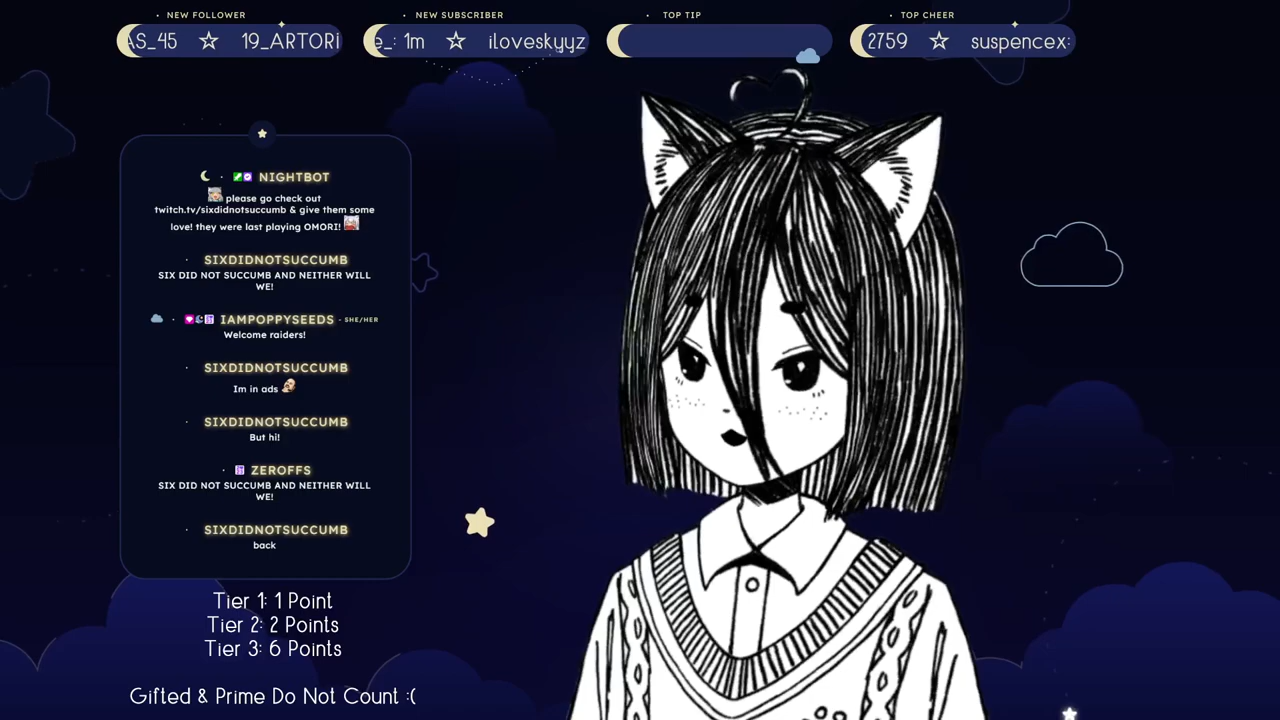 NEW FOLLOWER
AS_45 ☆ 19_ARTORI
NEW SUBSCRIBER
e_: 1m ☆ iloveskyyz
TOP TIP
TOP CHEER
2759 ☆ suspencex:
NIGHTBOT
please go check out
twitch.tv/sixdidnotsuccumb & give them some
love! they were last playing OMORI!
SIXDIDNOTSUCCUMB
SIX DID NOT SUCCUMB AND NEITHER WILL
WE!
IAMPOPPYSEEDS - SHE/HER
Welcome raiders!
SIXDIDNOTSUCCUMB
Im in ads
SIXDIDNOTSUCCUMB
But hi!
ZEROFFS
SIX DID NOT SUCCUMB AND NEITHER WILL
WE!
SIXDIDNOTSUCCUMB
back
Tier 1: 1 Point
Tier 2: 2 Points
Tier 3: 6 Points
Gifted & Prime Do Not Count :(